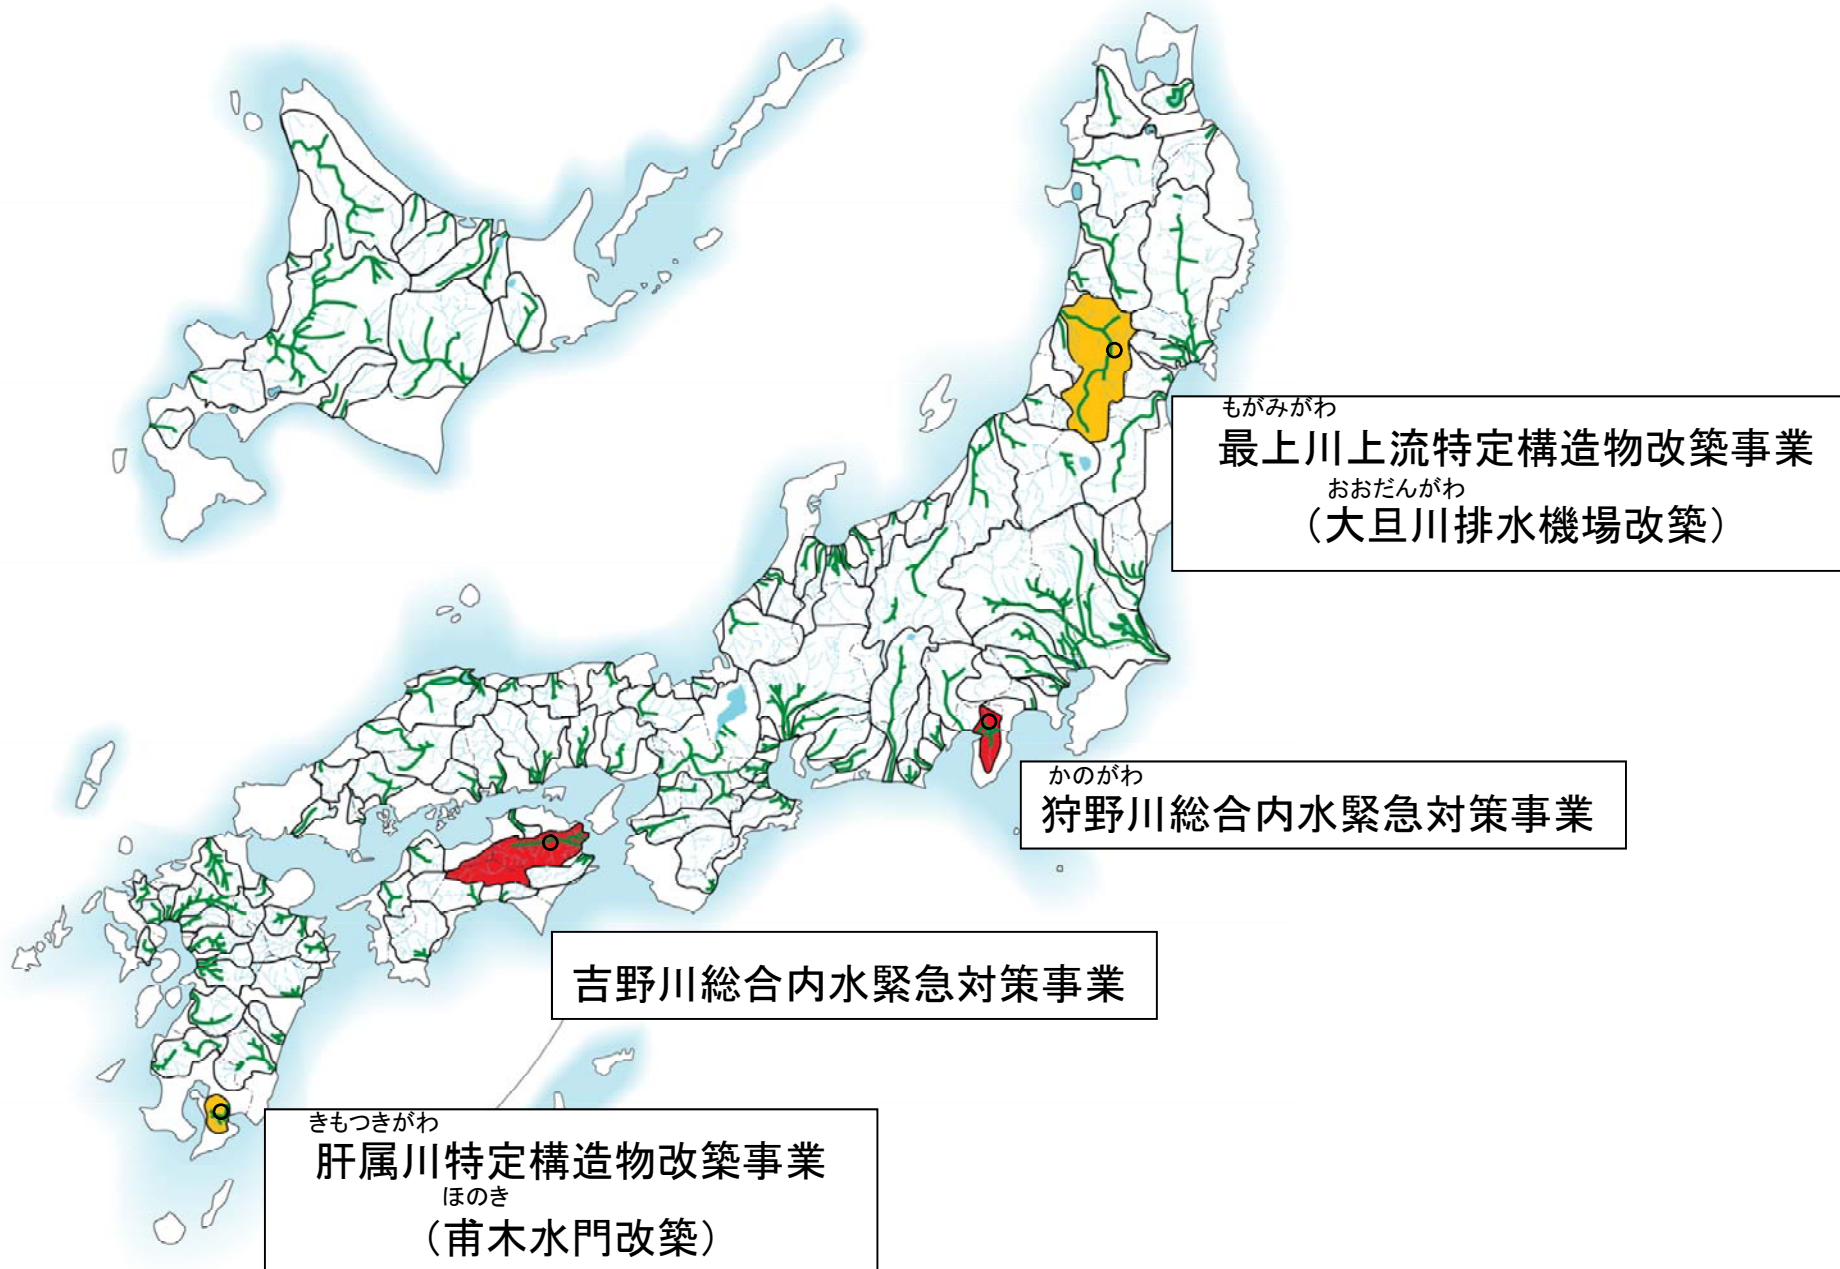 もがみがわ
最上川上流特定構造物改築事業
おおだんがわ
（大旦川排水機場改築）
かのがわ
狩野川総合内水緊急対策事業
吉野川総合内水緊急対策事業
きもつきがわ
肝属川特定構造物改築事業
ほのき
（甫木水門改築）